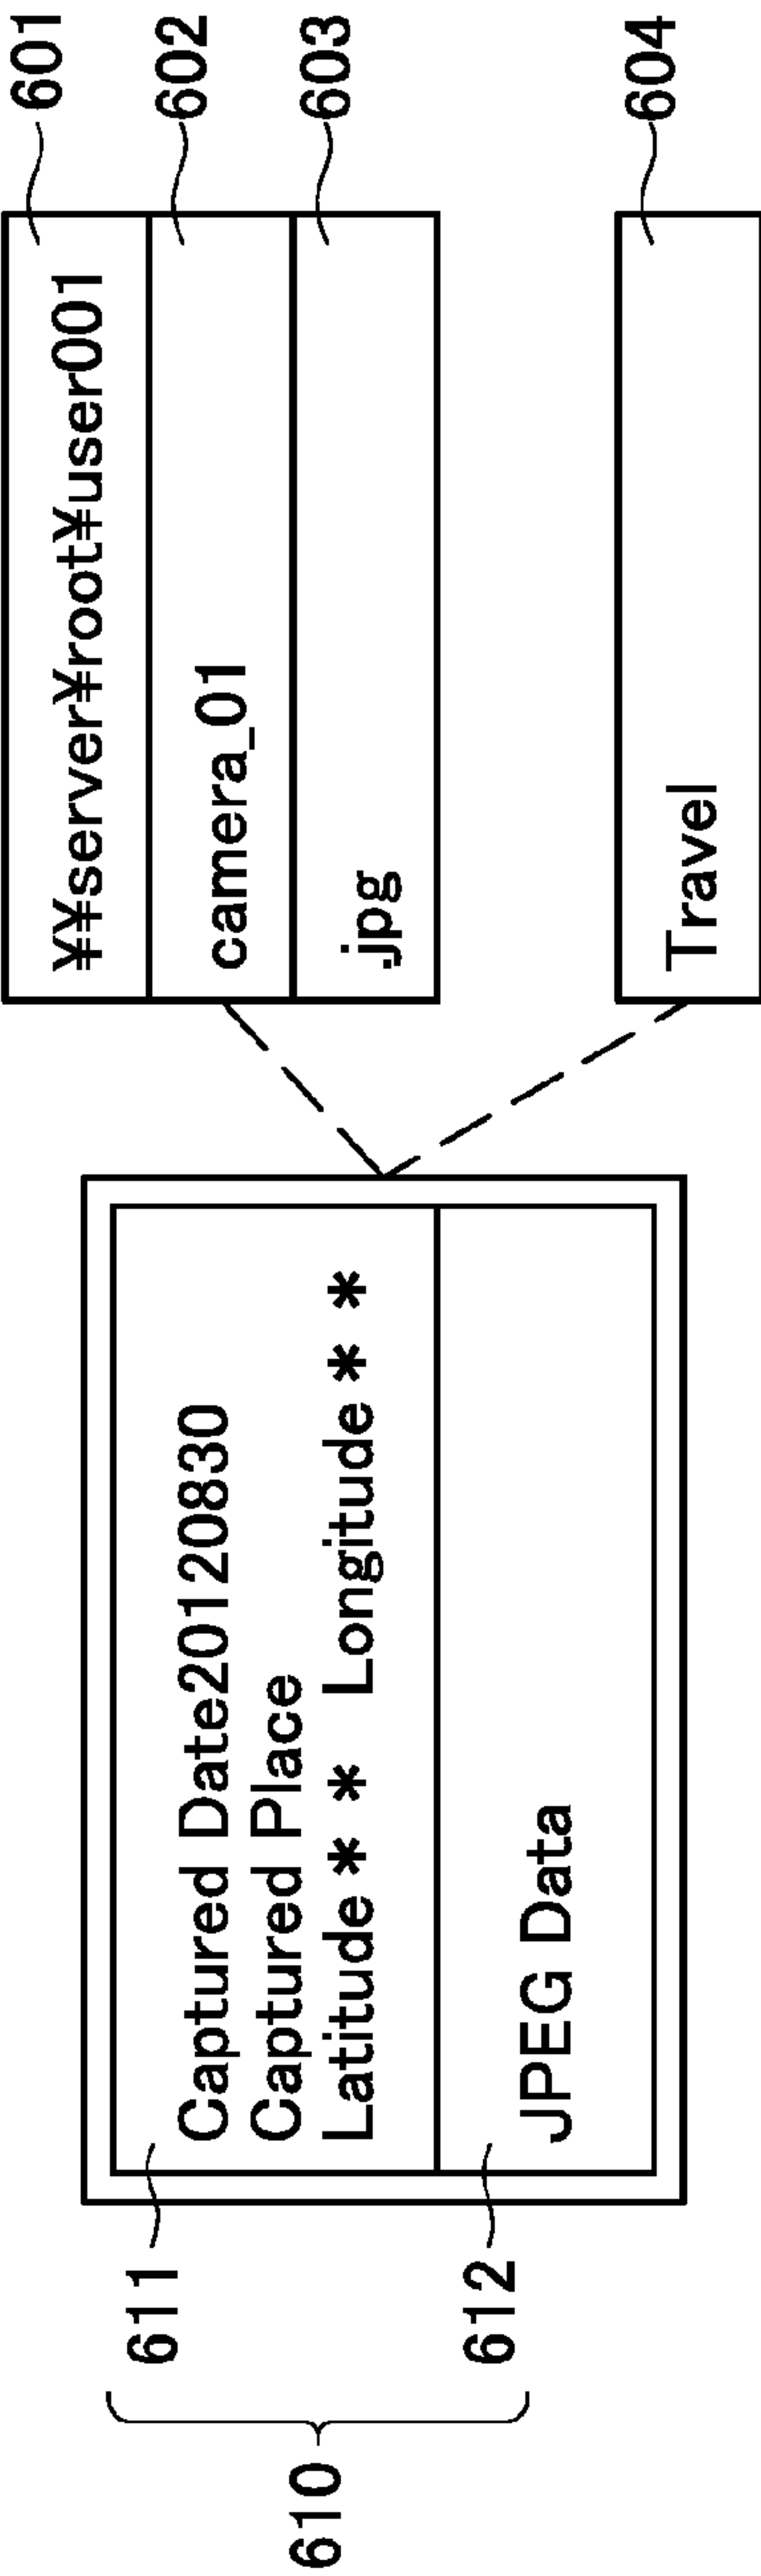 610
611
Captured Date20120830
Captured Place
Latitude * * Longitude * *
612
JPEG Data
¥¥server¥root¥user001
601
camera_01
602
.jpg
603
Travel
604